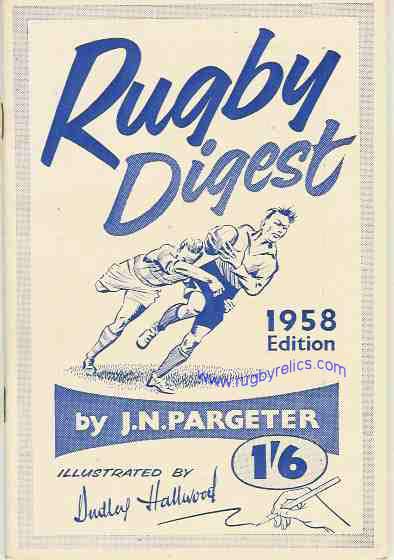 Rugby
Digest
1958
Edition
www.rugbyrelics.com
by J.N.PARGETER
1'6
ILLUSTRATED BY
Dudley Hallwood